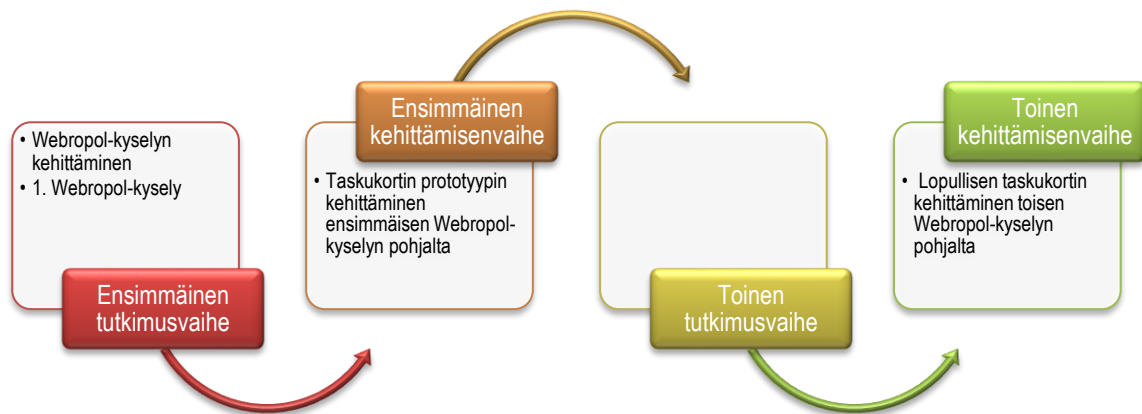 • Webropol-kyselyn
kehittäminen
• 1. Webropol-kysely
Ensimmäinen
tutkimusvaihe
Ensimmäinen
kehittämisenvaihe
• Taskukortin prototyypin
kehittäminen
ensimmäisen Webropol-
kyselyn pohjalta
Toinen
tutkimusvaihe
Toinen
kehittämisenvaihe
• Lopullisen taskukortin
kehittäminen toisen
Webropol-kyselyn
pohjalta